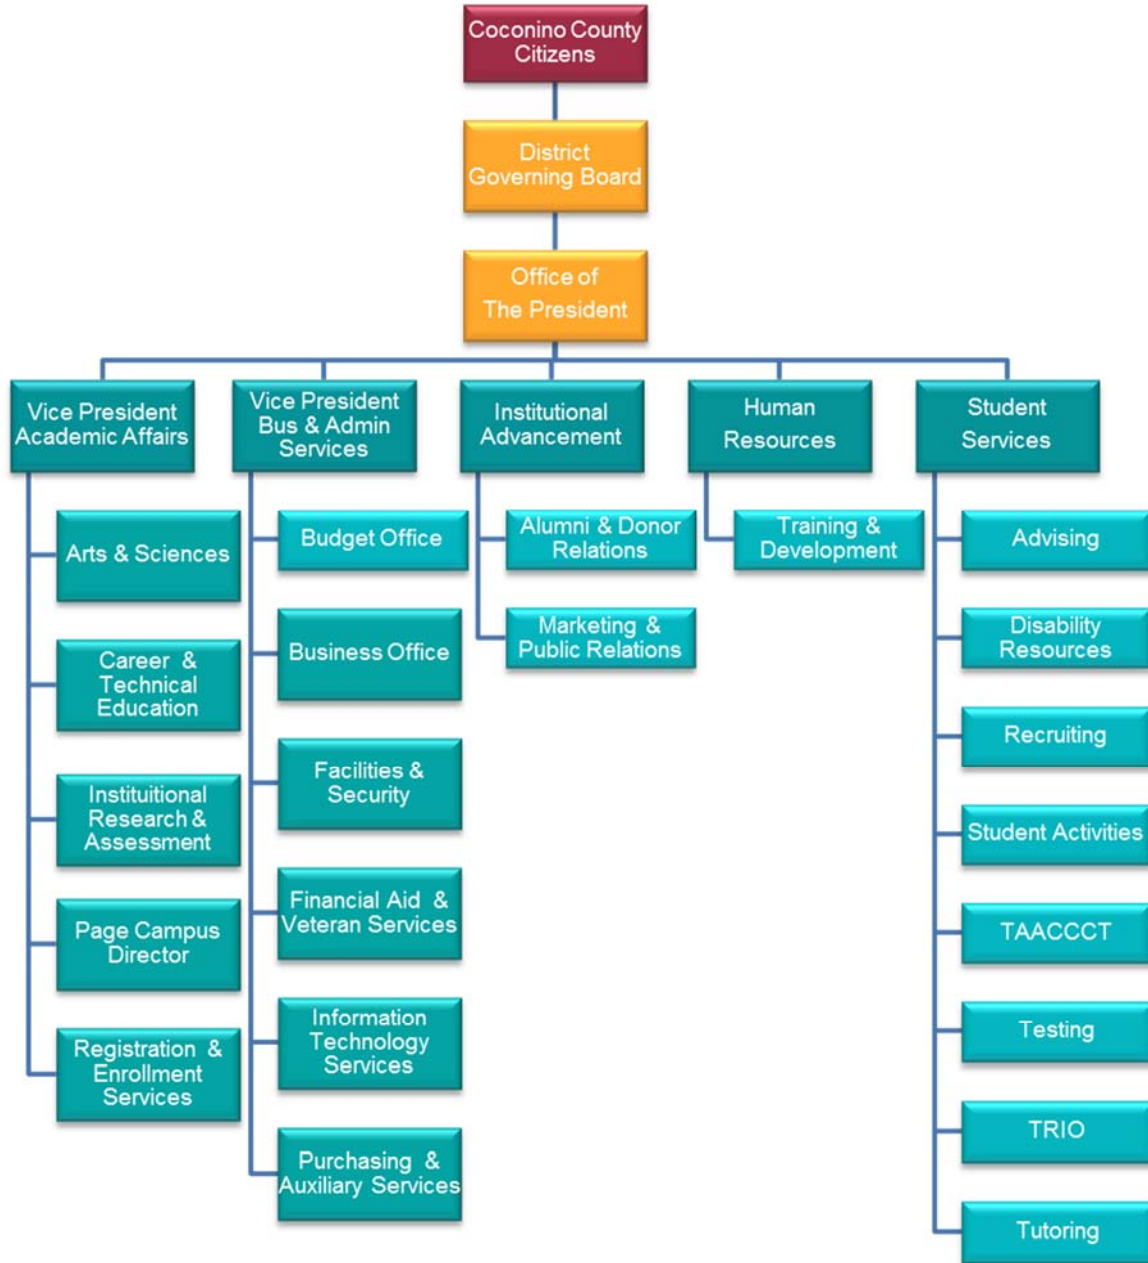 Coconino County
Citizens
District
Governing Board
Office of
The President
Vice President
Academic Affairs
Vice President
Bus & Admin
Services
Institutional
Advancement
Human
Resources
Student
Services
Arts & Sciences
Career &
Technical
Education
Instituitional
Research &
Assessment
Page Campus
Director
Registration &
Enrollment
Services
Budget Office
Business Office
Facilities &
Security
Financial Aid &
Veteran Services
Information
Technology
Services
Purchasing &
Auxiliary Services
Alumni & Donor
Relations
Marketing &
Public Relations
Training &
Development
Advising
Disability
Resources
Recruiting
Student Activities
TAACCCT
Testing
TRIO
Tutoring